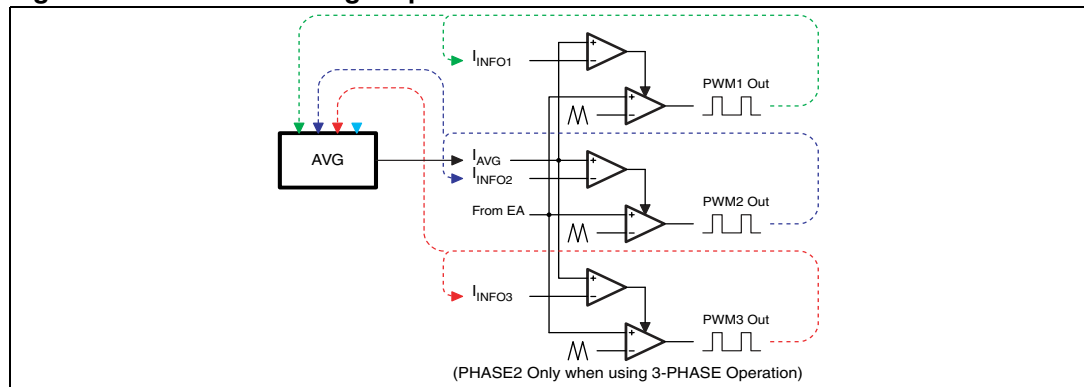 I_INFO1
+
−
PWM1 Out
+
−
AVG
I_AVG
+
I_INFO2
−
PWM2 Out
From EA
+
−
+
I_INFO3
−
PWM3 Out
+
−
(PHASE2 Only when using 3-PHASE Operation)